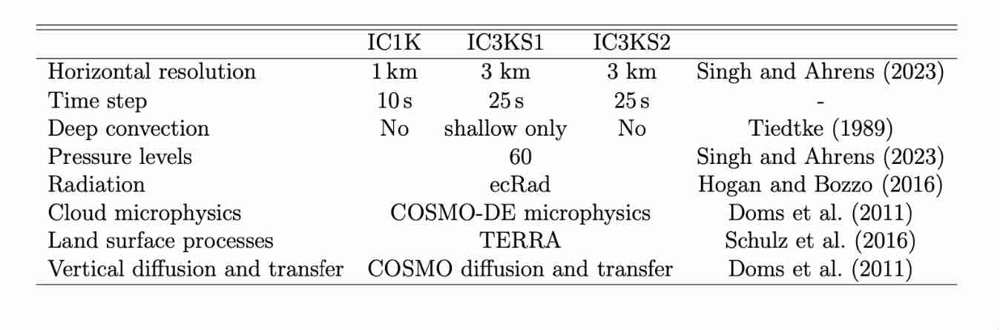 IC1K IC3KS1 IC3KS2
Horizontal resolution 1 km 3 km 3 km Singh and Ahrens (2023)
Time step 10 s 25 s 25 s -
Deep convection No shallow only No Tiedtke (1989)
Pressure levels 60 Singh and Ahrens (2023)
Radiation ecRad Hogan and Bozzo (2016)
Cloud microphysics COSMO-DE microphysics Doms et al. (2011)
Land surface processes TERRA Schulz et al. (2016)
Vertical diffusion and transfer COSMO diffusion and transfer Doms et al. (2011)